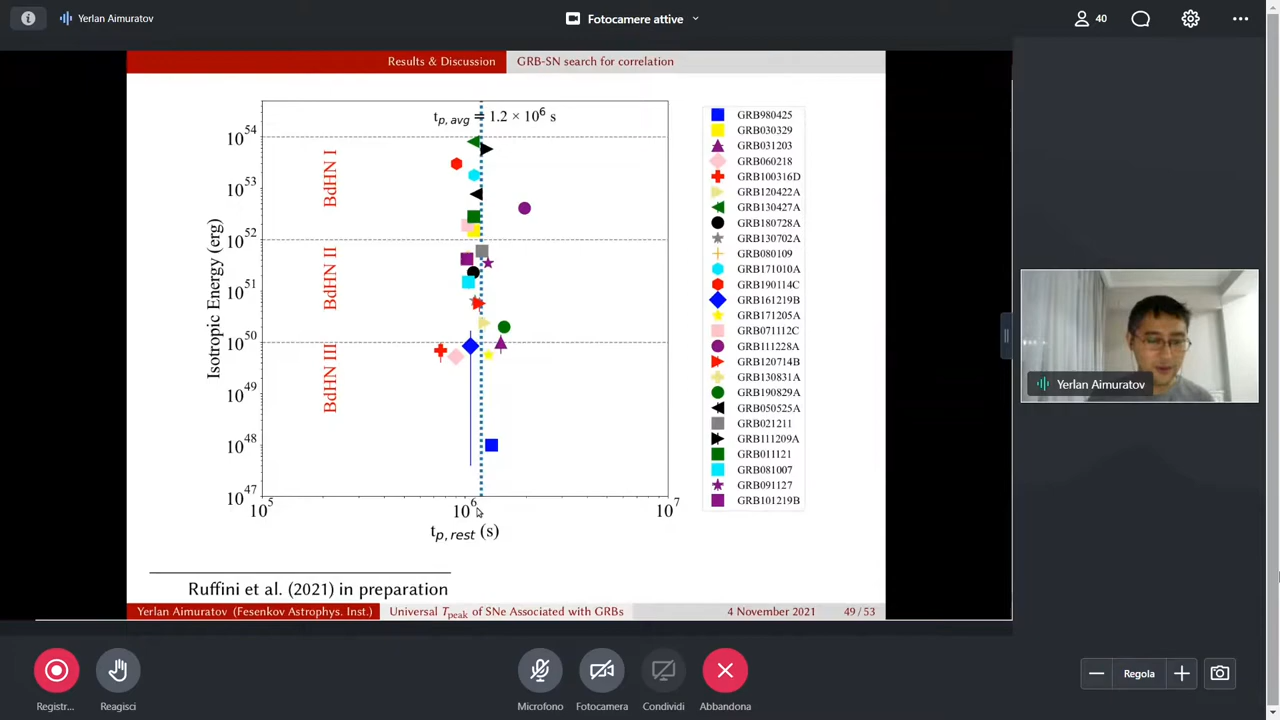 Yerlan Aimuratov
Fotocamere attive
40
Results & Discussion
GRB-SN search for correlation
t_p,avg = 1.2 × 10^6 s
10^54
10^53
10^52
10^51
10^50
10^49
10^48
10^47
Isotropic Energy (erg)
BdHN I
BdHN II
BdHN III
10^5
10^6
10^7
t_p,rest (s)
GRB980425
GRB030329
GRB031203
GRB060218
GRB100316D
GRB120422A
GRB130427A
GRB180728A
GRB130702A
GRB080109
GRB171010A
GRB190114C
GRB161219B
GRB171205A
GRB071112C
GRB111228A
GRB120714B
GRB130831A
GRB190829A
GRB050525A
GRB021211
GRB111209A
GRB011121
GRB081007
GRB091127
GRB101219B
Yerlan Aimuratov
Ruffini et al. (2021) in preparation
Yerlan Aimuratov (Fesenkov Astrophys. Inst.)
Universal T_peak of SNe Associated with GRBs
4 November 2021
49 / 53
Registr...
Reagisci
Microfono
Fotocamera
Condividi
Abbandona
Regola